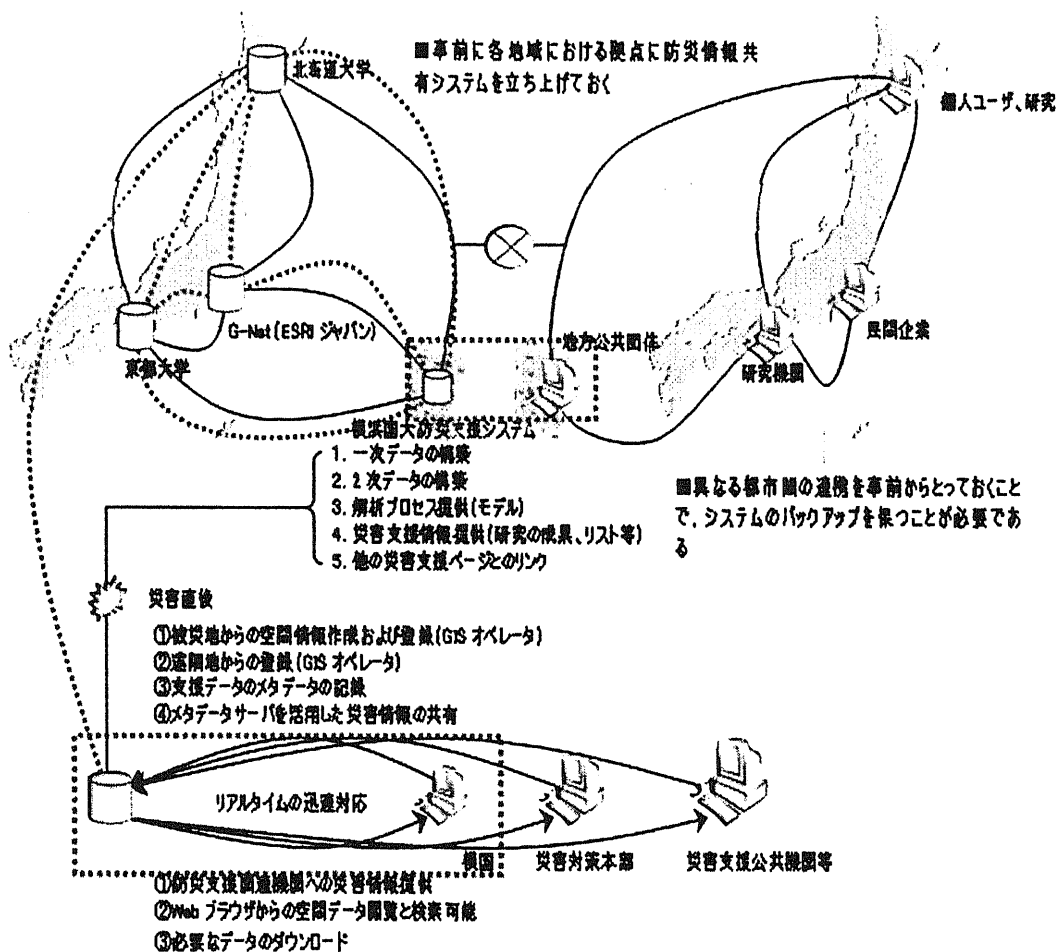 北海道大学
■事前に各地域における拠点に防災情報共
有システムを立ち上げておく
個人ユーザ、研究
G-Net(ESRI ジャパン)
京都大学
地方公共団体
民間企業
研究機関
横浜国大防災支援システム
1. 一次データの構築
2. 2次データの構築
3. 解析プロセス提供(モデル)
4. 災害支援情報提供(研究の成果、リスト等)
5. 他の災害支援ページとのリンク
■異なる都市間の連携を事前からとっておくこと
で、システムのバックアップを保つことが必要であ
る
災害直後
①被災地からの空間情報作成および登録(GIS オペレータ)
②遠隔地からの登録(GIS オペレータ)
③支援データのメタデータの記録
④メタデータサーバを活用した災害情報の共有
リアルタイムの迅速対応
横国
災害対策本部
災害支援公共機関等
①防災支援関連機関への災害情報提供
②Web ブラウザからの空間データ閲覧と検索可能
③必要なデータのダウンロード